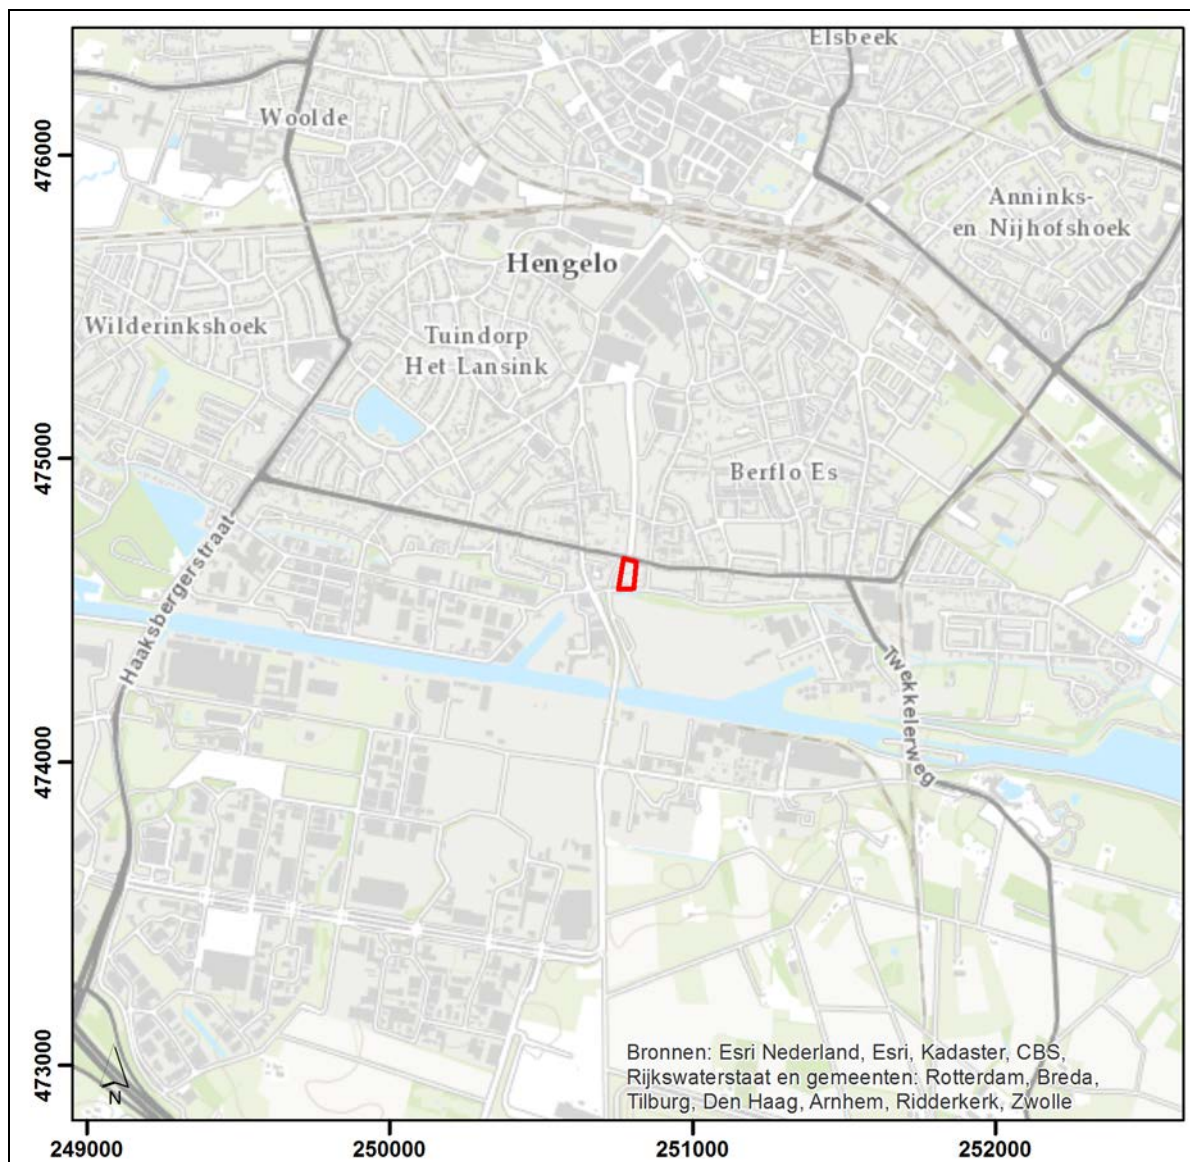 Elsbeek
Woolde
476000
Anninks-
en Nijhofshoek
Hengelo
Wilderinkshoek
Tuindorp
Het Lansink
475000
Berflo Es
Haaksbergerstraat
Twekkelerweg
474000
473000
Bronnen: Esri Nederland, Esri, Kadaster, CBS,
Rijkswaterstaat en gemeenten: Rotterdam, Breda,
Tilburg, Den Haag, Arnhem, Ridderkerk, Zwolle
N
249000
250000
251000
252000